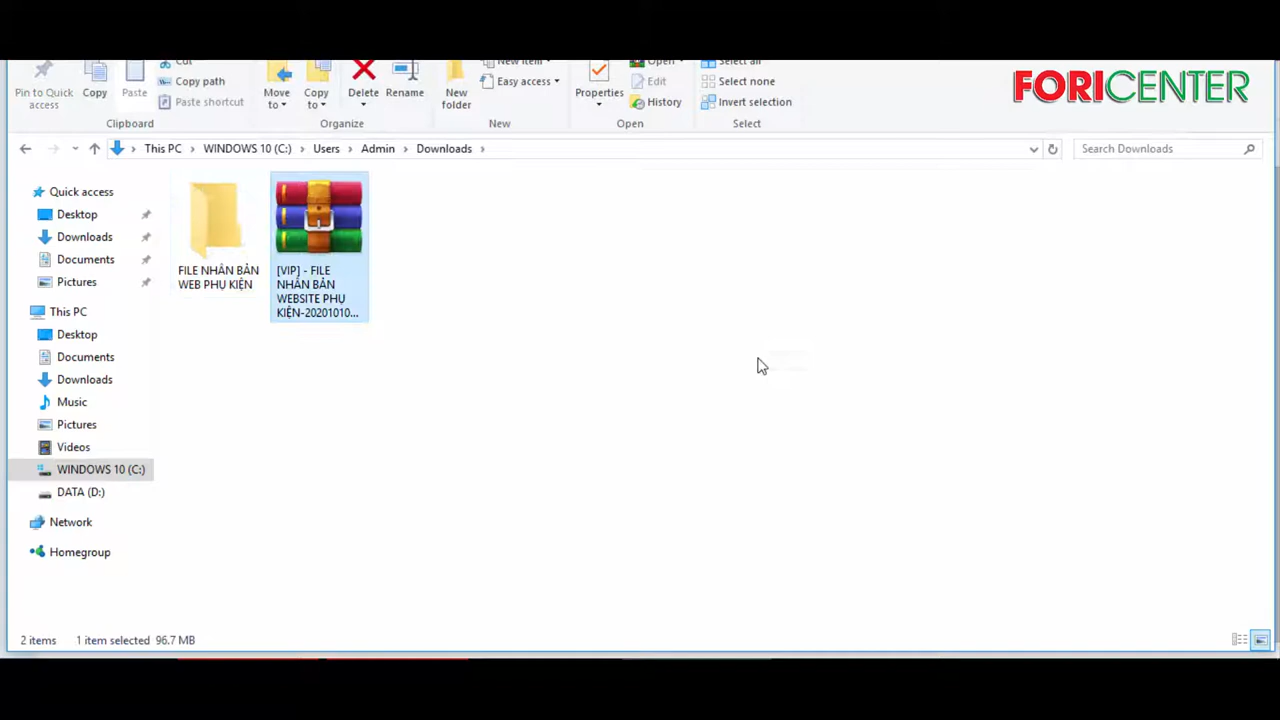 FORICENTER
Cut
New item
Open
Select all
Copy path
Easy access
Edit
Select none
Pin to Quick access
Copy
Paste
Paste shortcut
Move to
Copy to
Delete
Rename
New folder
Properties
History
Invert selection
Clipboard
Organize
New
Open
Select
This PC
WINDOWS 10 (C:)
Users
Admin
Downloads
Search Downloads
Quick access
Desktop
Downloads
Documents
Pictures
This PC
Desktop
Documents
Downloads
Music
Pictures
Videos
WINDOWS 10 (C:)
DATA (D:)
Network
Homegroup
FILE NHÂN BẢN
WEB PHỤ KIỆN
[VIP] - FILE
NHÂN BẢN
WEBSITE PHỤ
KIỆN-20201010...
2 items
1 item selected
96.7 MB